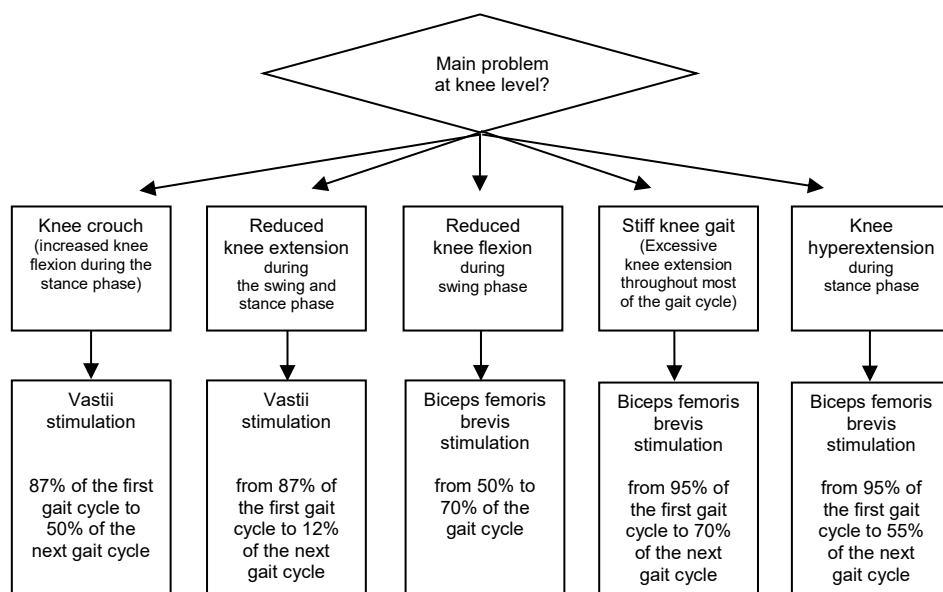 Main problem
at knee level?
Knee crouch
(increased knee
flexion during the
stance phase)
Reduced
knee extension
during
the swing and
stance phase
Reduced
knee flexion
during
swing phase
Stiff knee gait
(Excessive
knee extension
throughout most
of the gait cycle)
Knee
hyperextension
during
stance phase
Vastii
stimulation
87% of the first
gait cycle to
50% of the
next gait cycle
Vastii
stimulation
from 87% of
the first gait
cycle to 12%
of the next
gait cycle
Biceps femoris
brevis
stimulation
from 50% to
70% of the
gait cycle
Biceps femoris
brevis
stimulation
from 95% of
the first gait
cycle to 70%
of the next
gait cycle
Biceps femoris
brevis
stimulation
from 95% of
the first gait
cycle to 55%
of the next
gait cycle